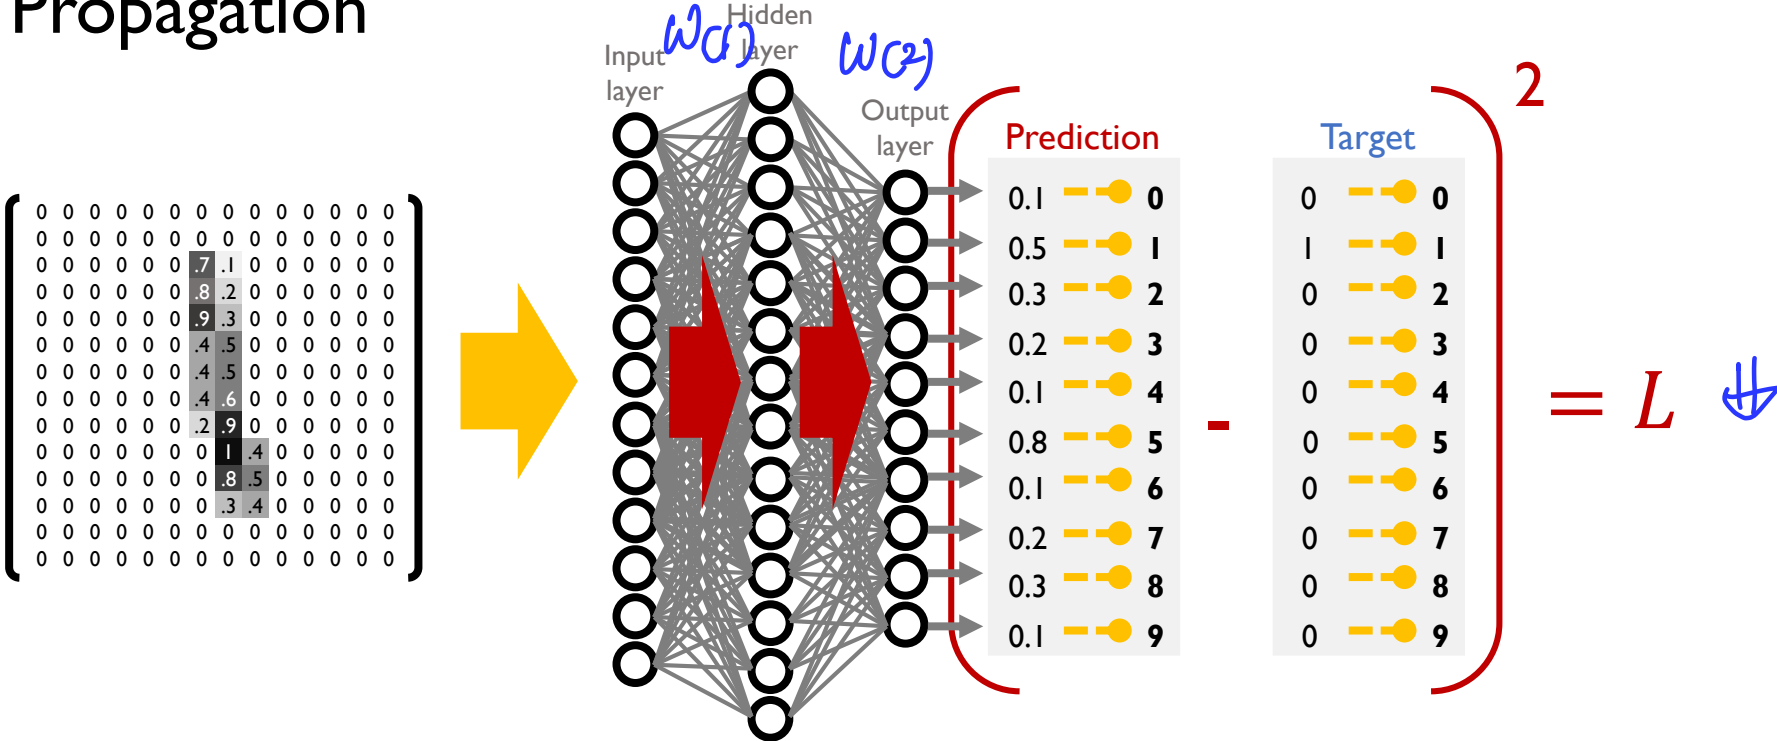 Propagation
W(1)
Hidden
layer
W(2)
Input
layer
Output
layer
2
Prediction
Target
0 0 0 0 0 0 0 0 0 0 0 0 0 0
0 0 0 0 0 0 0 0 0 0 0 0 0 0
0 0 0 0 0 0 .7 .1 0 0 0 0 0 0
0 0 0 0 0 0 .8 .2 0 0 0 0 0 0
0 0 0 0 0 0 .9 .3 0 0 0 0 0 0
0 0 0 0 0 0 .4 .5 0 0 0 0 0 0
0 0 0 0 0 0 .4 .5 0 0 0 0 0 0
0 0 0 0 0 0 .4 .6 0 0 0 0 0 0
0 0 0 0 0 0 .2 .9 0 0 0 0 0 0
0 0 0 0 0 0 0 1 .4 0 0 0 0 0
0 0 0 0 0 0 0 .8 .5 0 0 0 0 0
0 0 0 0 0 0 0 .3 .4 0 0 0 0 0
0 0 0 0 0 0 0 0 0 0 0 0 0 0
0 0 0 0 0 0 0 0 0 0 0 0 0 0
0.1 0
0.5 1
0.3 2
0.2 3
0.1 4
0.8 5
0.1 6
0.2 7
0.3 8
0.1 9
-
0 0
1 1
0 2
0 3
0 4
0 5
0 6
0 7
0 8
0 9
= L